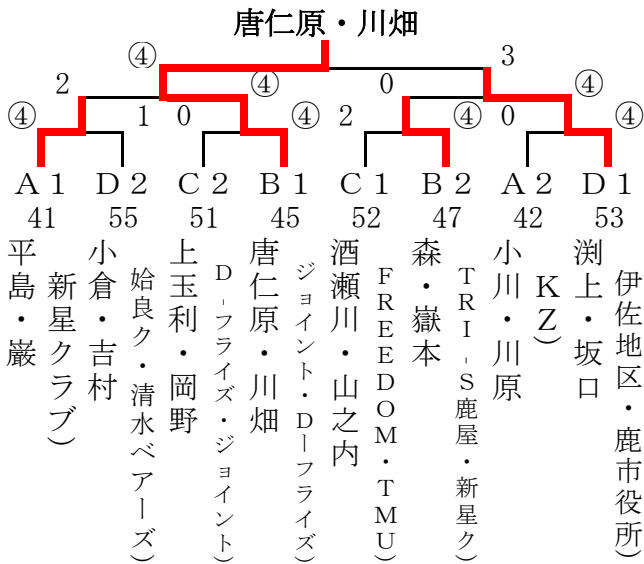 唐仁原・川畑
④ 3
2 ④ 0 ④
④ 1 0 ④ 2 ④ 0 ④
A1 D2 C2 B1 C1 B2 A2 D1
41 55 51 45 52 47 42 53
平島・巌
新星クラブ)
小倉・吉村
姶良ク・清水ベアーズ)
上玉利・岡野
D-フライズ・ジョイント)
唐仁原・川畑
ジョイント・Dーフライズ)
酒瀬川・山之内
FREEDOM・TMU)
森・嶽本
TRI-S鹿屋・新星ク)
小川・川原
KZ)
渕上・坂口
伊佐地区・鹿市役所)